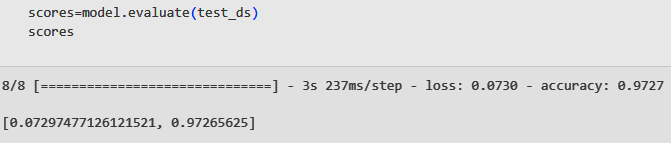 scores=model.evaluate(test_ds)
scores
8/8 [==============================] - 3s 237ms/step - loss: 0.0730 - accuracy: 0.9727
[0.07297477126121521, 0.97265625]